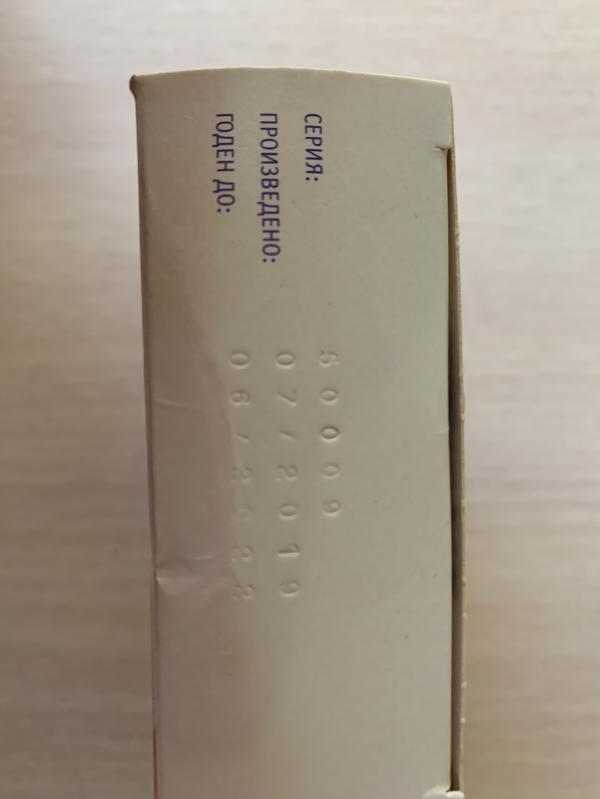 СЕРИЯ: 50009
ПРОИЗВЕДЕНО: 07/2019
ГОДЕН ДО: 06/2022